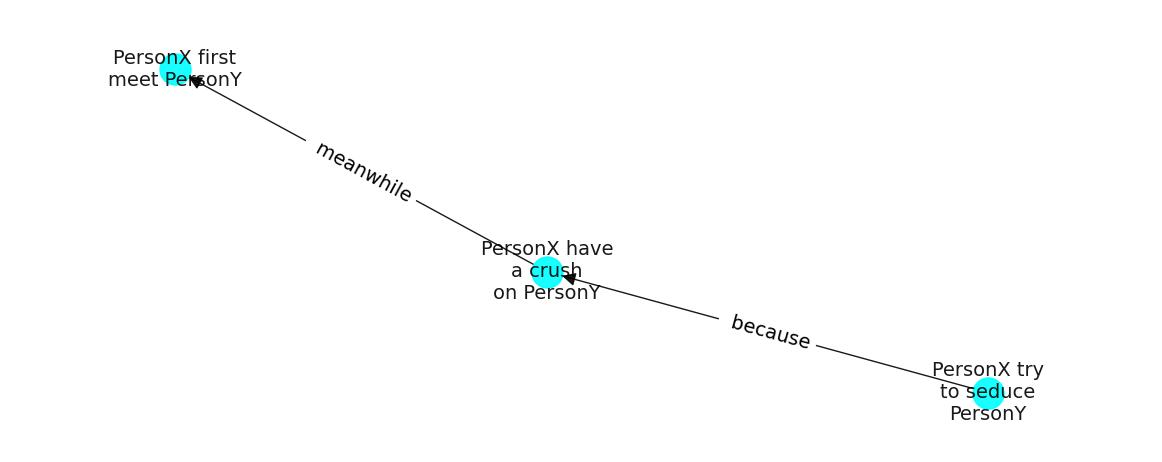 PersonX first
meet PersonY
meanwhile
PersonX have
a crush
on PersonY
because
PersonX try
to seduce
PersonY